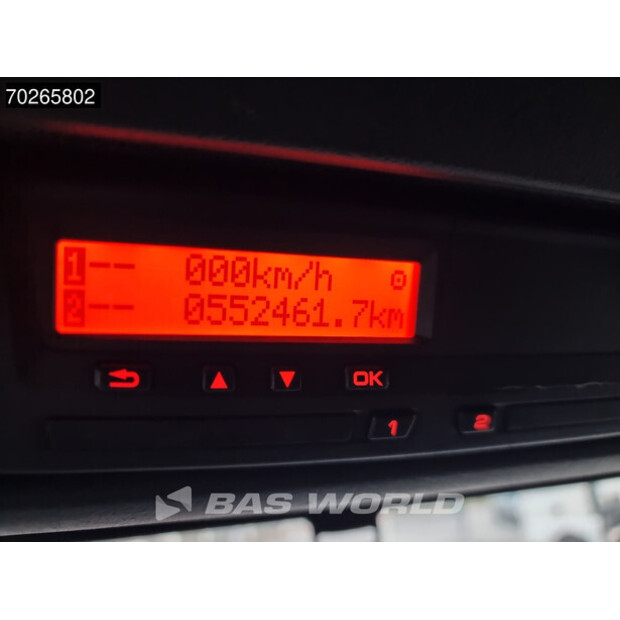 70265802
1-- 000km/h
2-- 0552461.7km
OK
1 2
BAS WORLD